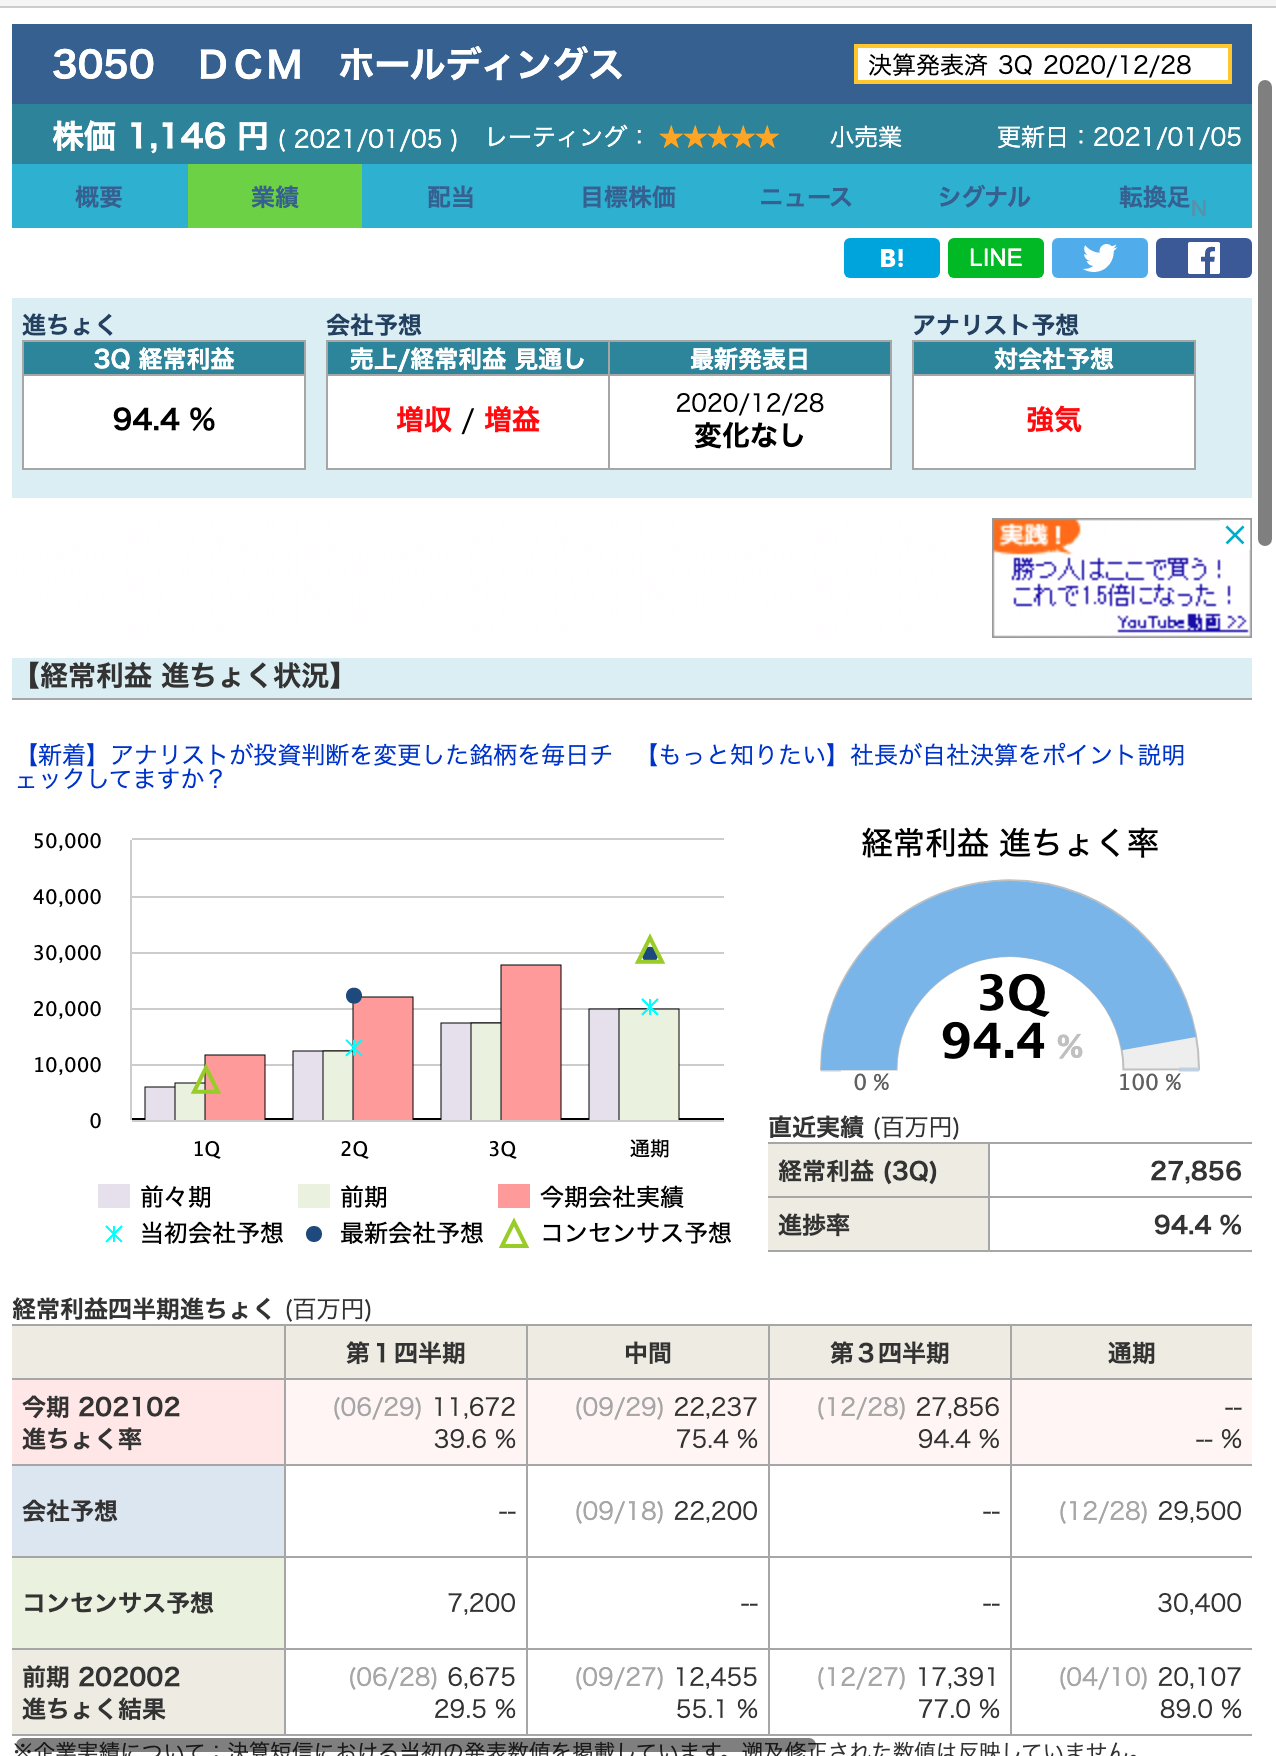 3050　ＤＣＭ　ホールディングス
決算発表済 3Q 2020/12/28
株価 1,146 円 ( 2021/01/05 ) レーティング： ★★★★★ 小売業 更新日：2021/01/05
概要 業績 配当 目標株価 ニュース シグナル 転換足 N
B! LINE
進ちょく 会社予想 アナリスト予想
3Q 経常利益 売上/経常利益 見通し 最新発表日 対会社予想
94.4 % 増収 / 増益 2020/12/28 強気
変化なし
実践！
勝つ人はここで買う！
これで1.5倍になった！
YouTube動画 >>
【経常利益 進ちょく状況】
【新着】アナリストが投資判断を変更した銘柄を毎日チ
ェックしてますか？
【もっと知りたい】社長が自社決算をポイント説明
50,000
40,000
30,000
20,000
10,000
0
1Q 2Q 3Q 通期
前々期 前期 今期会社実績
当初会社予想 最新会社予想 コンセンサス予想
経常利益 進ちょく率
3Q
94.4 %
0 % 100 %
直近実績 (百万円)
経常利益 (3Q) 27,856
進捗率 94.4 %
経常利益四半期進ちょく (百万円)
第１四半期 中間 第３四半期 通期
今期 202102 (06/29) 11,672 (09/29) 22,237 (12/28) 27,856 --
進ちょく率 39.6 % 75.4 % 94.4 % -- %
会社予想 -- (09/18) 22,200 -- (12/28) 29,500
コンセンサス予想 7,200 -- -- 30,400
前期 202002 (06/28) 6,675 (09/27) 12,455 (12/27) 17,391 (04/10) 20,107
進ちょく結果 29.5 % 55.1 % 77.0 % 89.0 %
※企業実績について：決算短信における当初の発表数値を掲載しています。遡及修正された数値は反映していません。